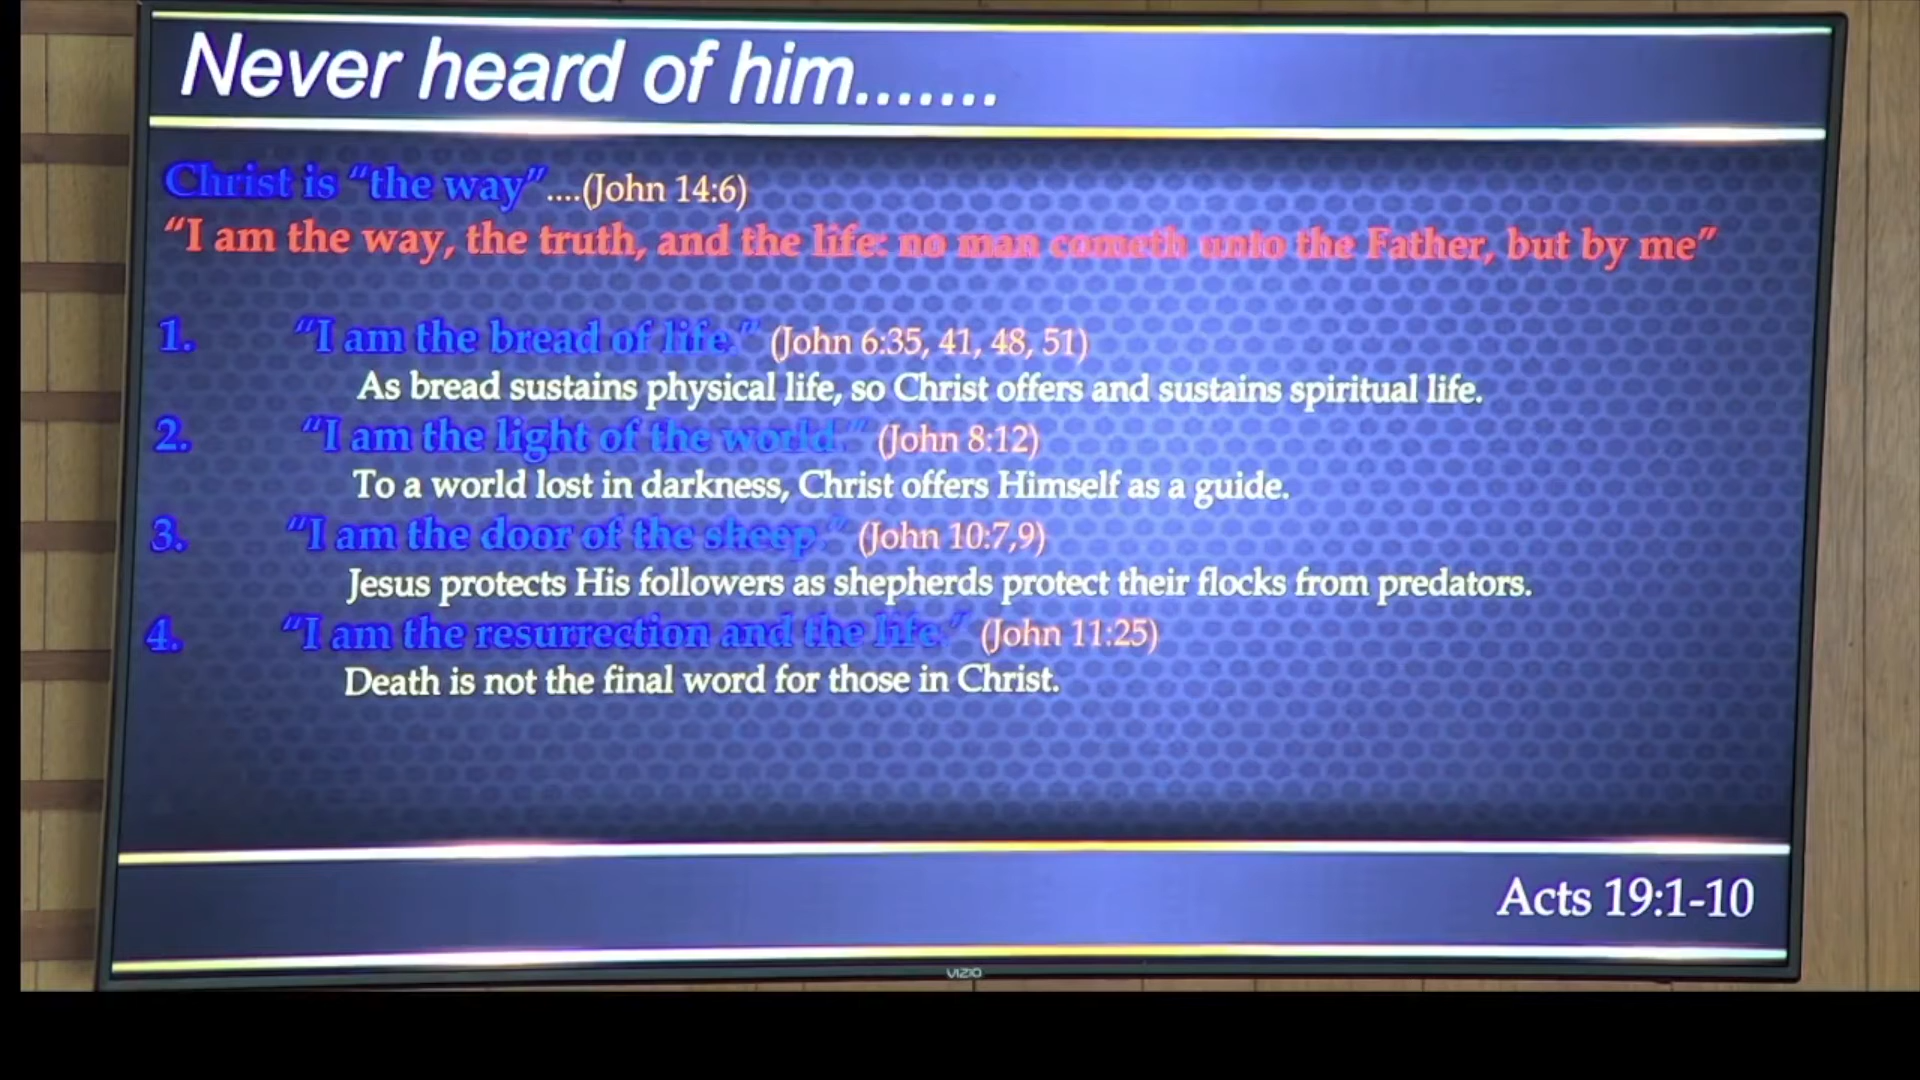 Never heard of him.......
Christ is “the way”....(John 14:6)
“I am the way, the truth, and the life: no man cometh unto the Father, but by me”
1. “I am the bread of life.” (John 6:35, 41, 48, 51)
As bread sustains physical life, so Christ offers and sustains spiritual life.
2. “I am the light of the world.” (John 8:12)
To a world lost in darkness, Christ offers Himself as a guide.
3. “I am the door of the sheep.” (John 10:7,9)
Jesus protects His followers as shepherds protect their flocks from predators.
4. “I am the resurrection and the life.” (John 11:25)
Death is not the final word for those in Christ.
Acts 19:1-10
VIZIO